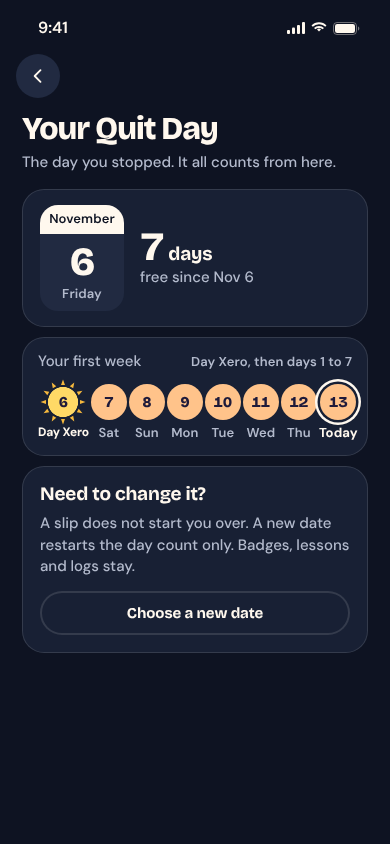 9:41
Your Quit Day
The day you stopped. It all counts from here.
November
6
Friday
7 days
free since Nov 6
Your first week
Day Xero, then days 1 to 7
6 7 8 9 10 11 12 13
Day Xero Sat Sun Mon Tue Wed Thu Today
Need to change it?
A slip does not start you over. A new date
restarts the day count only. Badges, lessons
and logs stay.
Choose a new date